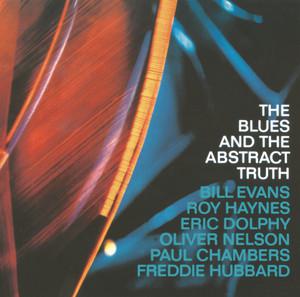 THE
BLUES
AND THE
ABSTRACT
TRUTH
BILL EVANS
ROY HAYNES
ERIC DOLPHY
OLIVER NELSON
PAUL CHAMBERS
FREDDIE HUBBARD